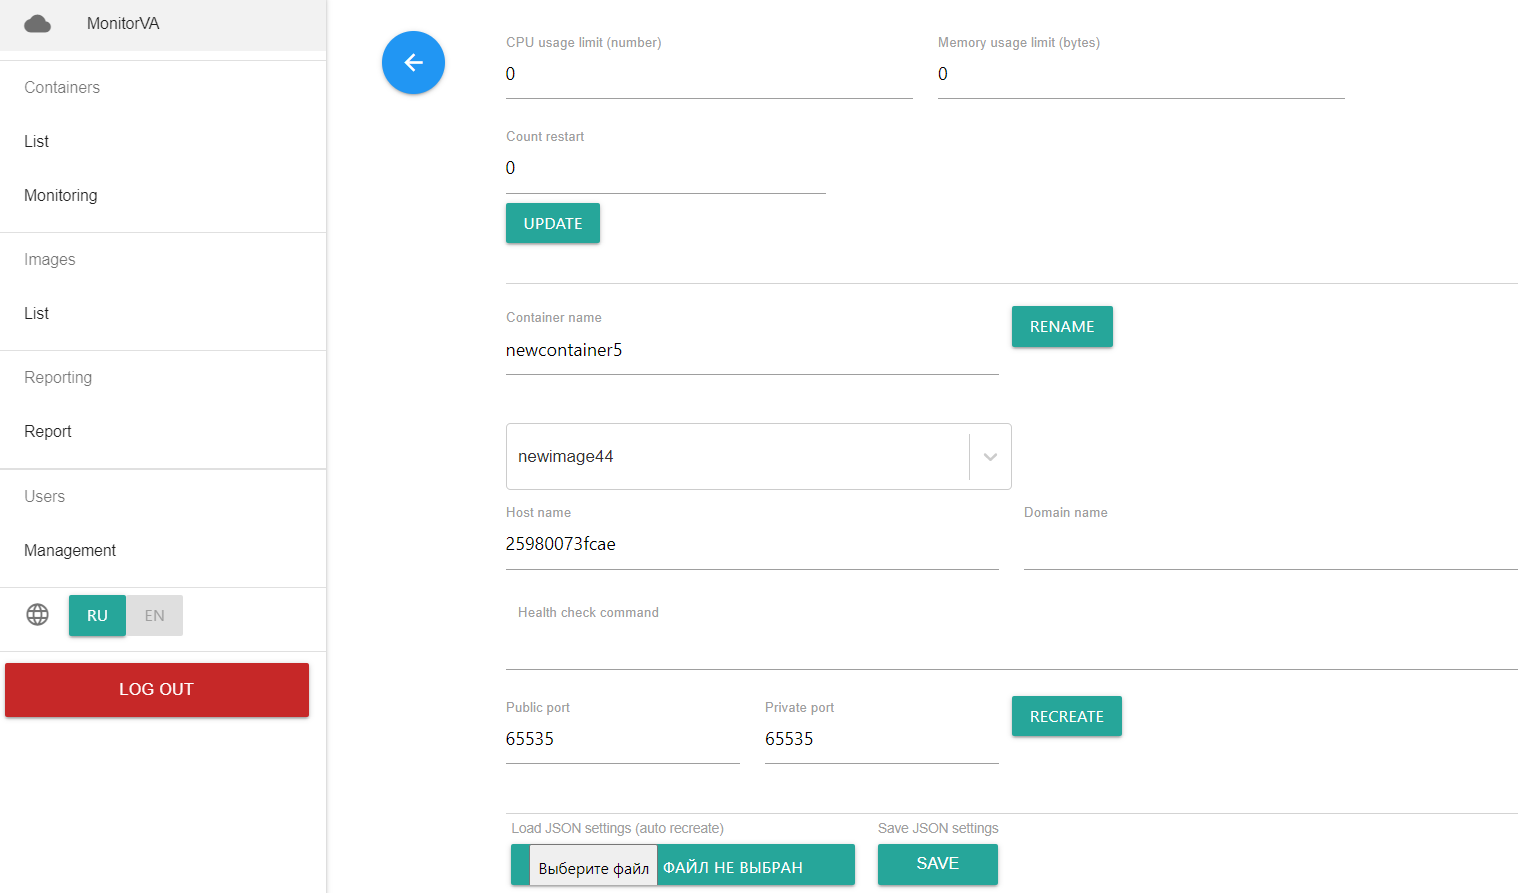 MonitorVA
Containers
List
Monitoring
Images
List
Reporting
Report
Users
Management
RU EN
LOG OUT
CPU usage limit (number) Memory usage limit (bytes)
0 0
Count restart
0
UPDATE
Container name
newcontainer5
RENAME
newimage44
Host name Domain name
25980073fcae
Health check command
Public port Private port
65535 65535
RECREATE
Load JSON settings (auto recreate) Save JSON settings
Выберите файл ФАЙЛ НЕ ВЫБРАН SAVE